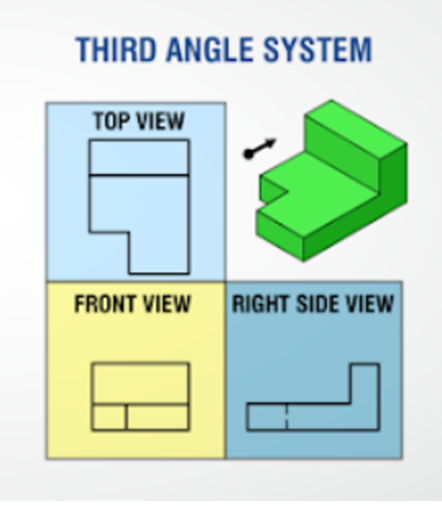 THIRD ANGLE SYSTEM
TOP VIEW
FRONT VIEW
RIGHT SIDE VIEW